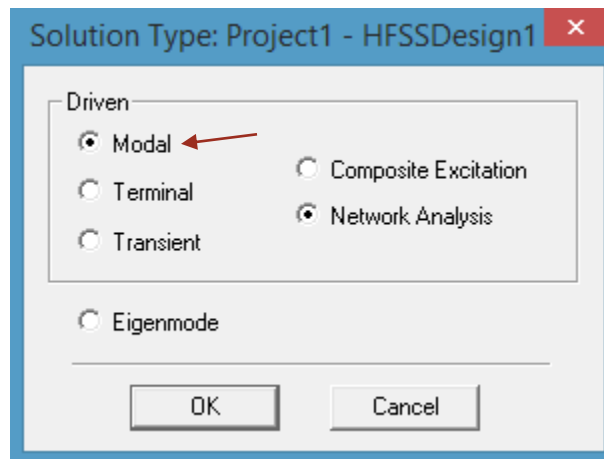 Solution Type: Project1 - HFSSDesign1
Driven
Modal
Terminal
Transient
Composite Excitation
Network Analysis
Eigenmode
OK
Cancel